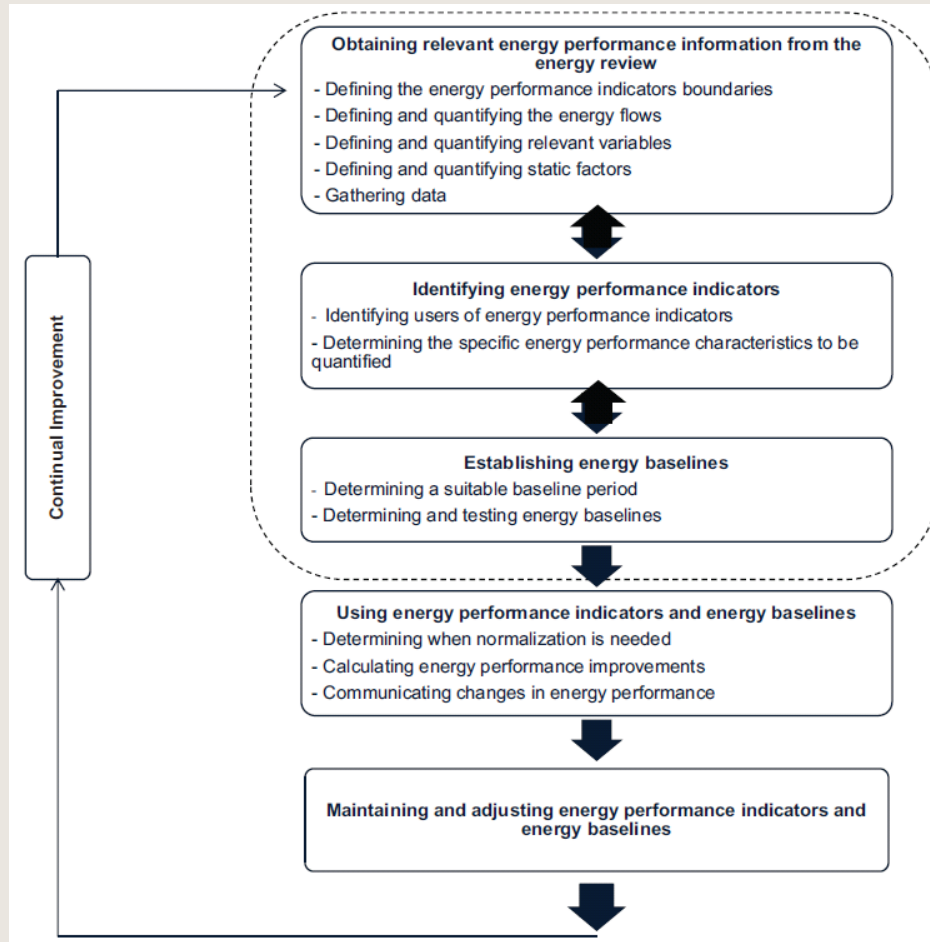 Obtaining relevant energy performance information from the
energy review
- Defining the energy performance indicators boundaries
- Defining and quantifying the energy flows
- Defining and quantifying relevant variables
- Defining and quantifying static factors
- Gathering data
Identifying energy performance indicators
- Identifying users of energy performance indicators
- Determining the specific energy performance characteristics to be
quantified
Establishing energy baselines
- Determining a suitable baseline period
- Determining and testing energy baselines
Using energy performance indicators and energy baselines
- Determining when normalization is needed
- Calculating energy performance improvements
- Communicating changes in energy performance
Maintaining and adjusting energy performance indicators and
energy baselines
Continual Improvement